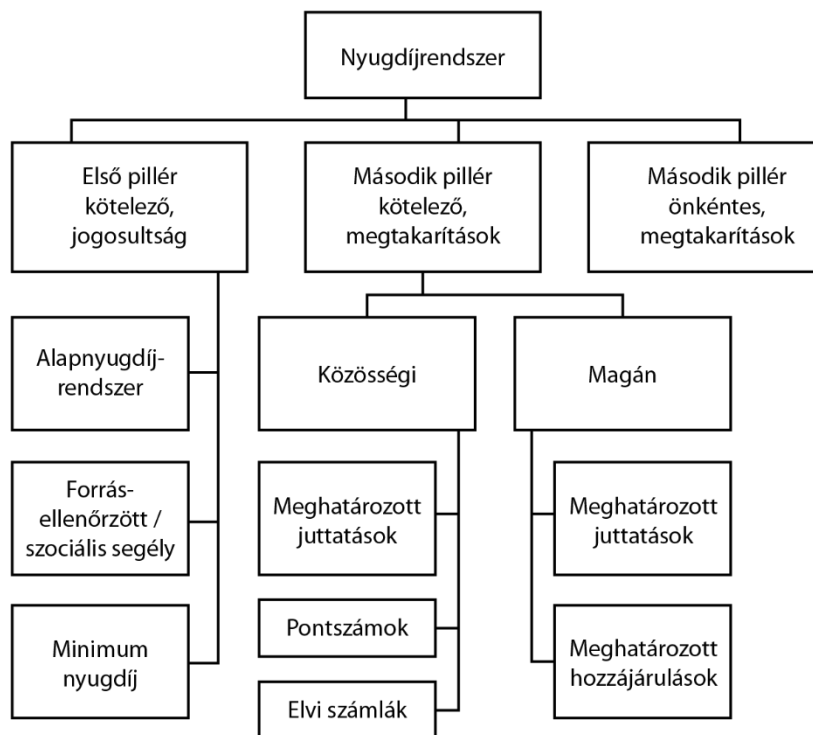 Nyugdíjrendszer
Első pillér
kötelező,
jogosultság
Második pillér
kötelező,
megtakarítások
Második pillér
önkéntes,
megtakarítások
Alapnyugdíj-
rendszer
Közösségi
Magán
Forrás-
ellenőrzött /
szociális segély
Meghatározott
juttatások
Meghatározott
juttatások
Pontszámok
Minimum
nyugdíj
Meghatározott
hozzájárulások
Elvi számlák